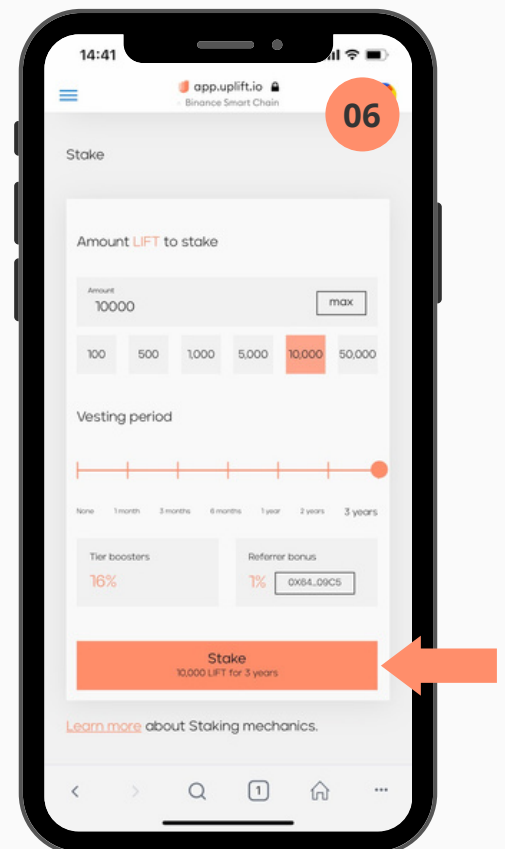 14:41
app.uplift.io
Binance Smart Chain
06
Stake
Amount LIFT to stake
Amount
10000
max
100 500 1,000 5,000 10,000 50,000
Vesting period
None 1 month 3 months 6 months 1 year 2 years 3 years
Tier boosters
16%
Referrer bonus
1% 0X84...09C5
Stake
10,000 LIFT for 3 years
Learn more about Staking mechanics.
1